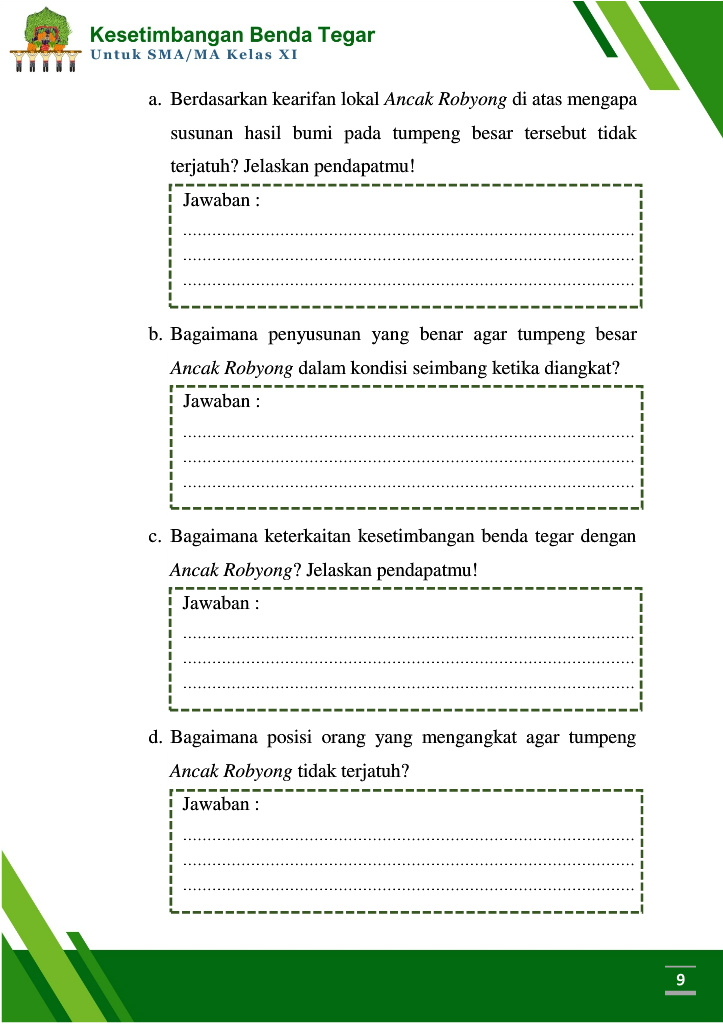 Kesetimbangan Benda Tegar
Untuk SMA/MA Kelas XI
a. Berdasarkan kearifan lokal Ancak Robyong di atas mengapa
susunan hasil bumi pada tumpeng besar tersebut tidak
terjatuh? Jelaskan pendapatmu!
Jawaban :
............................................................................................
............................................................................................
............................................................................................
b. Bagaimana penyusunan yang benar agar tumpeng besar
Ancak Robyong dalam kondisi seimbang ketika diangkat?
Jawaban :
............................................................................................
............................................................................................
............................................................................................
c. Bagaimana keterkaitan kesetimbangan benda tegar dengan
Ancak Robyong? Jelaskan pendapatmu!
Jawaban :
............................................................................................
............................................................................................
............................................................................................
d. Bagaimana posisi orang yang mengangkat agar tumpeng
Ancak Robyong tidak terjatuh?
Jawaban :
............................................................................................
............................................................................................
............................................................................................
9